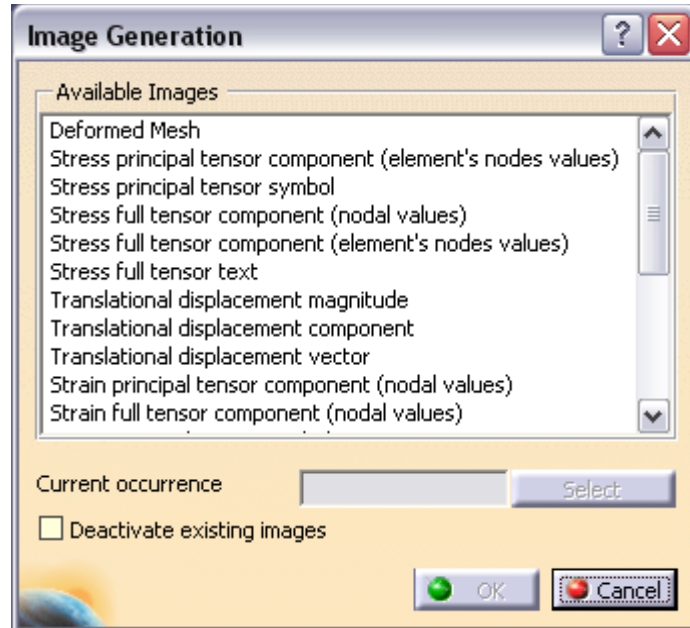 Image Generation
Available Images
Deformed Mesh
Stress principal tensor component (element's nodes values)
Stress principal tensor symbol
Stress full tensor component (nodal values)
Stress full tensor component (element's nodes values)
Stress full tensor text
Translational displacement magnitude
Translational displacement component
Translational displacement vector
Strain principal tensor component (nodal values)
Strain full tensor component (nodal values)
Current occurrence
Select
Deactivate existing images
OK
Cancel